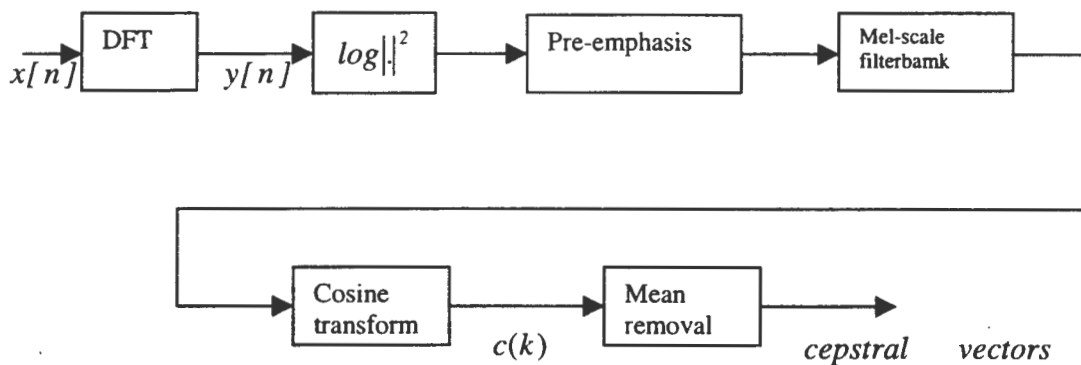 DFT
x[n]
y[n]
log|.|²
Pre-emphasis
Mel-scale
filterbamk
Cosine
transform
c(k)
Mean
removal
cepstral vectors